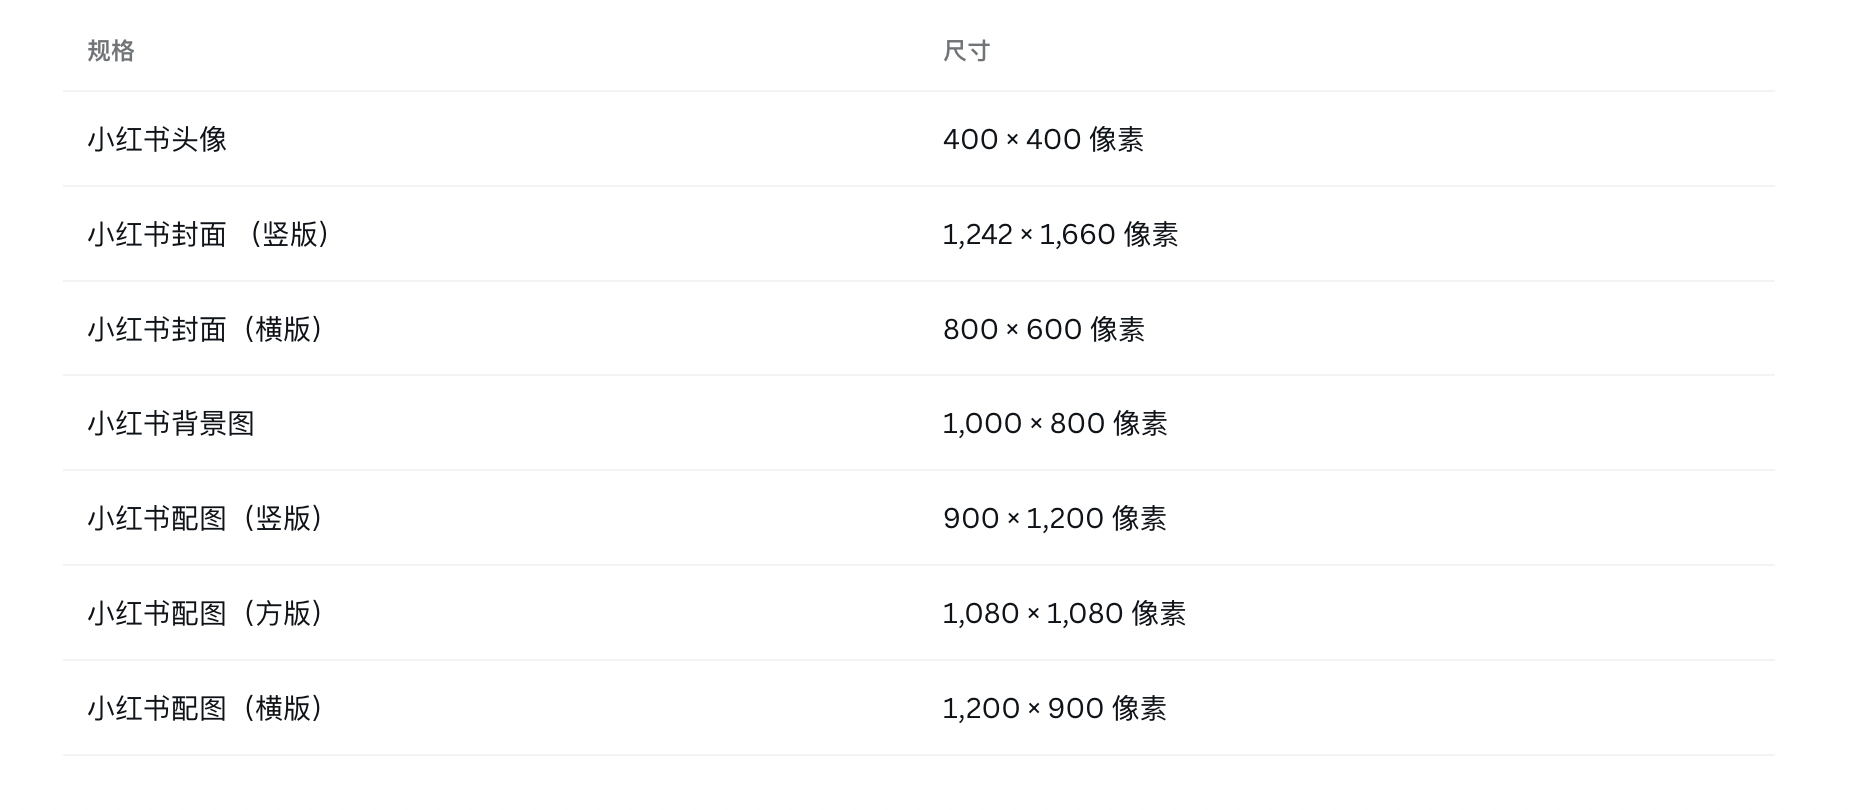 规格 尺寸
小红书头像 400 × 400 像素
小红书封面 （竖版） 1,242 × 1,660 像素
小红书封面（横版） 800 × 600 像素
小红书背景图 1,000 × 800 像素
小红书配图（竖版） 900 × 1,200 像素
小红书配图（方版） 1,080 × 1,080 像素
小红书配图（横版） 1,200 × 900 像素